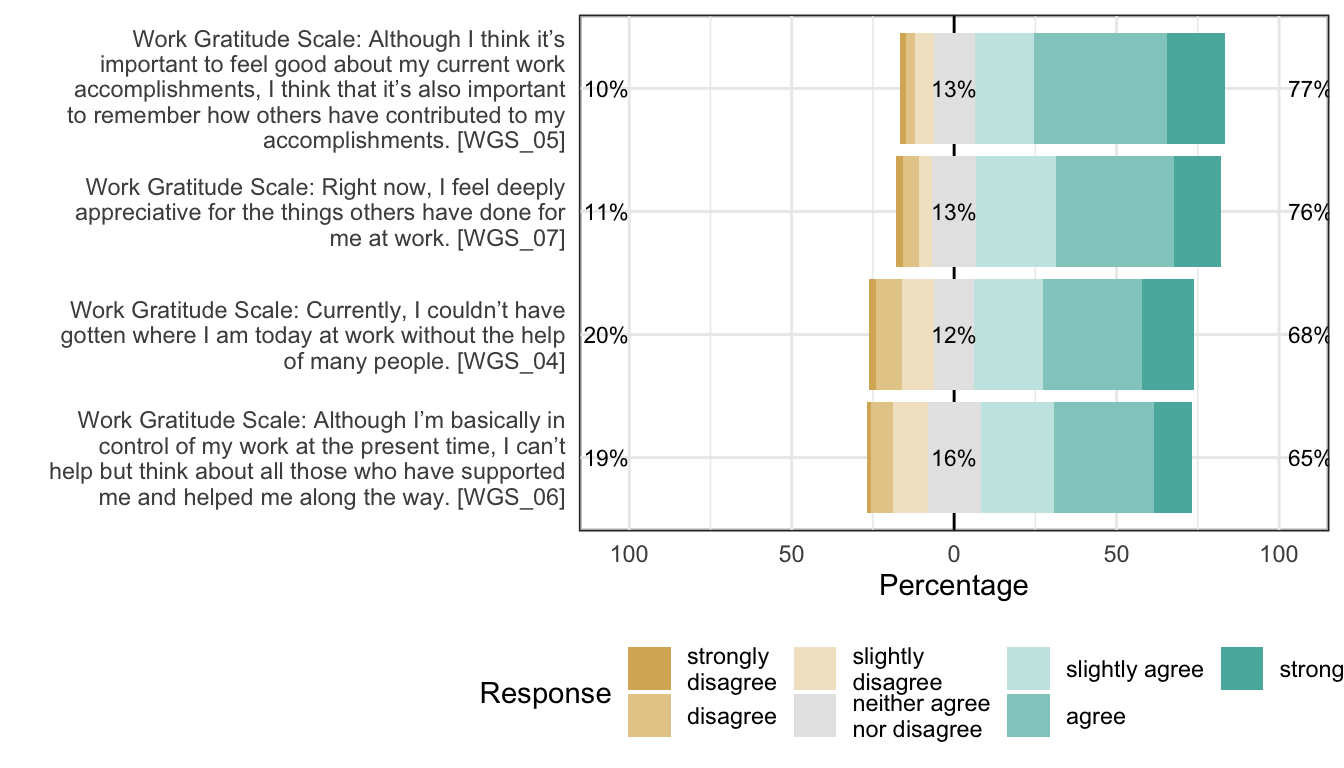 Work Gratitude Scale: Although I think it’s
important to feel good about my current work
accomplishments, I think that it’s also important
to remember how others have contributed to my
accomplishments. [WGS_05]
10% 13% 77%
Work Gratitude Scale: Right now, I feel deeply
appreciative for the things others have done for
me at work. [WGS_07]
11% 13% 76%
Work Gratitude Scale: Currently, I couldn’t have
gotten where I am today at work without the help
of many people. [WGS_04]
20% 12% 68%
Work Gratitude Scale: Although I’m basically in
control of my work at the present time, I can’t
help but think about all those who have supported
me and helped me along the way. [WGS_06]
19% 16% 65%
100 50 0 50 100
Percentage
Response
strongly
disagree
disagree
slightly
disagree
neither agree
nor disagree
slightly agree
agree
strong